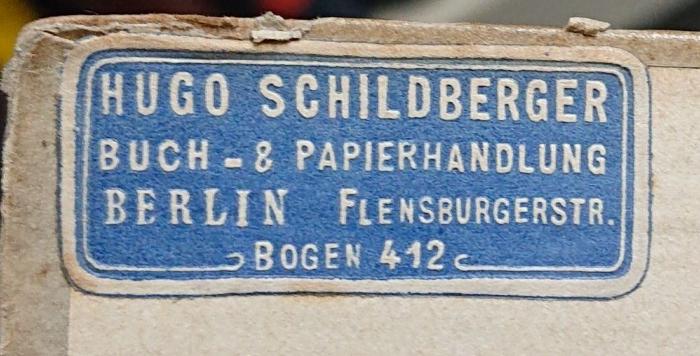 HUGO SCHILDBERGER
BUCH - & PAPIERHANDLUNG
BERLIN FLENSBURGERSTR.
BOGEN 412